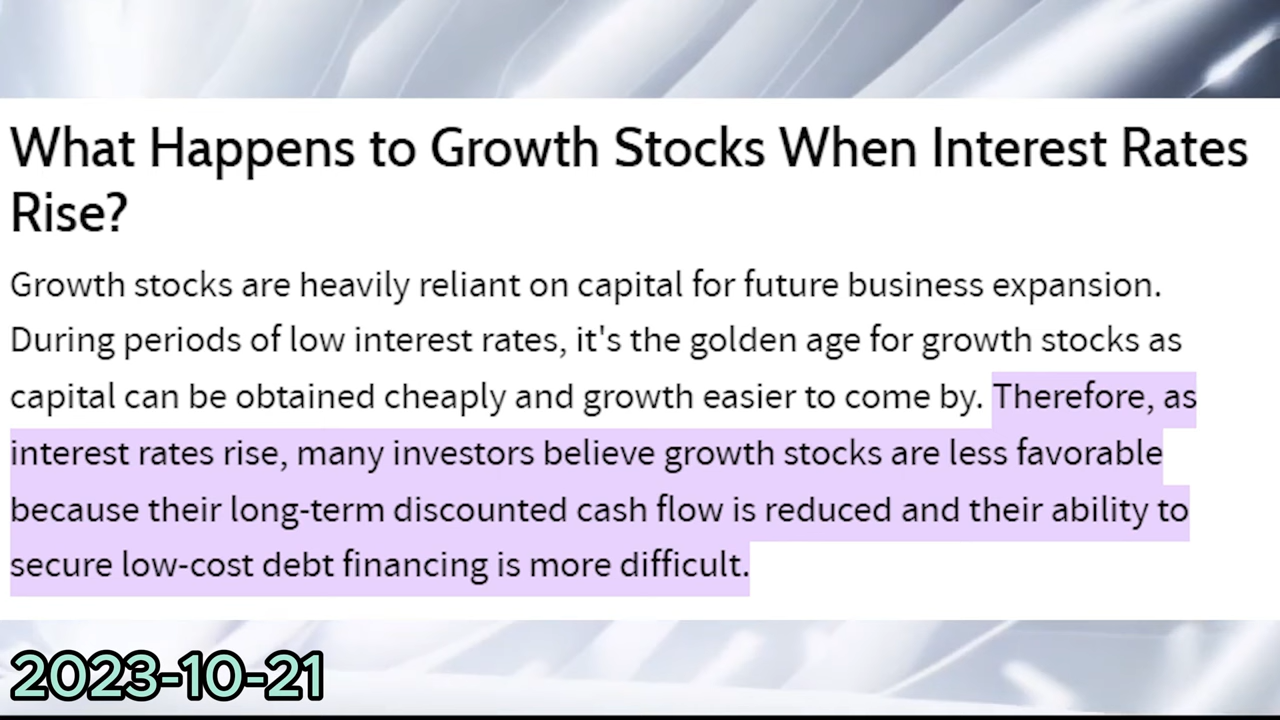 What Happens to Growth Stocks When Interest Rates
Rise?
Growth stocks are heavily reliant on capital for future business expansion.
During periods of low interest rates, it's the golden age for growth stocks as
capital can be obtained cheaply and growth easier to come by. Therefore, as
interest rates rise, many investors believe growth stocks are less favorable
because their long-term discounted cash flow is reduced and their ability to
secure low-cost debt financing is more difficult.
2023-10-21